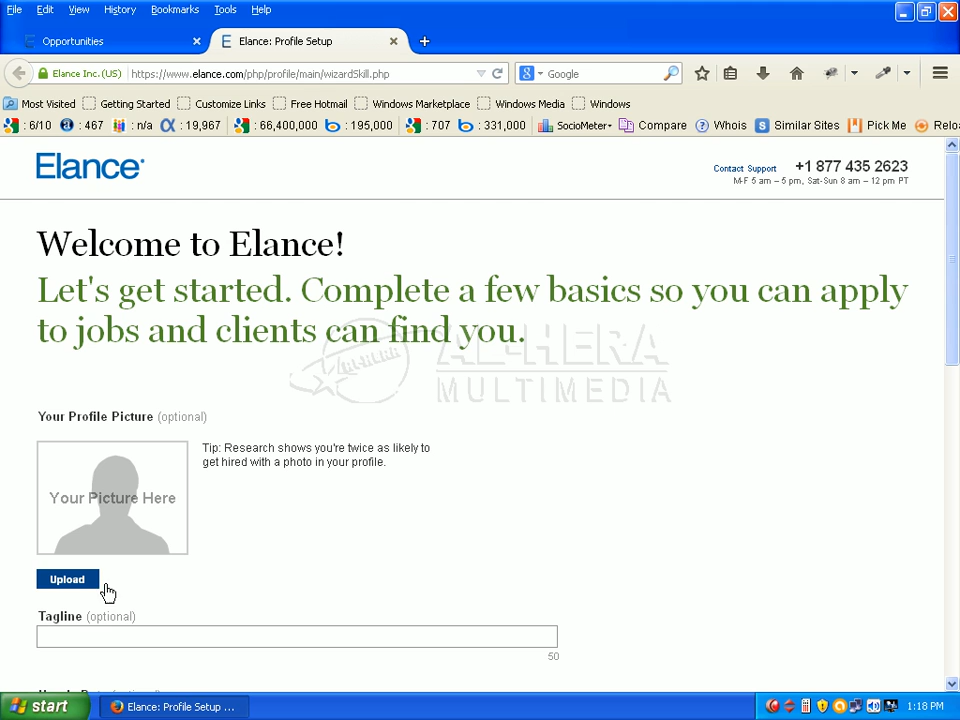 File Edit View History Bookmarks Tools Help
Opportunities
Elance: Profile Setup
Elance Inc. (US) https://www.elance.com/php/profile/main/wizardSkill.php
Google
Most Visited Getting Started Customize Links Free Hotmail Windows Marketplace Windows Media Windows
: 6/10 : 467 : n/a : 19,967 : 66,400,000 : 195,000 : 707 : 331,000 SocioMeter Compare Whois Similar Sites Pick Me Relo
Elance
Contact Support +1 877 435 2623
M-F 5 am – 5 pm, Sat-Sun 8 am – 12 pm PT
Welcome to Elance!
Let's get started. Complete a few basics so you can apply
to jobs and clients can find you.
AL-HERA
MULTIMEDIA
Your Profile Picture (optional)
Tip: Research shows you're twice as likely to
get hired with a photo in your profile.
Your Picture Here
Upload
Tagline (optional)
50
start
Elance: Profile Setup ...
1:18 PM